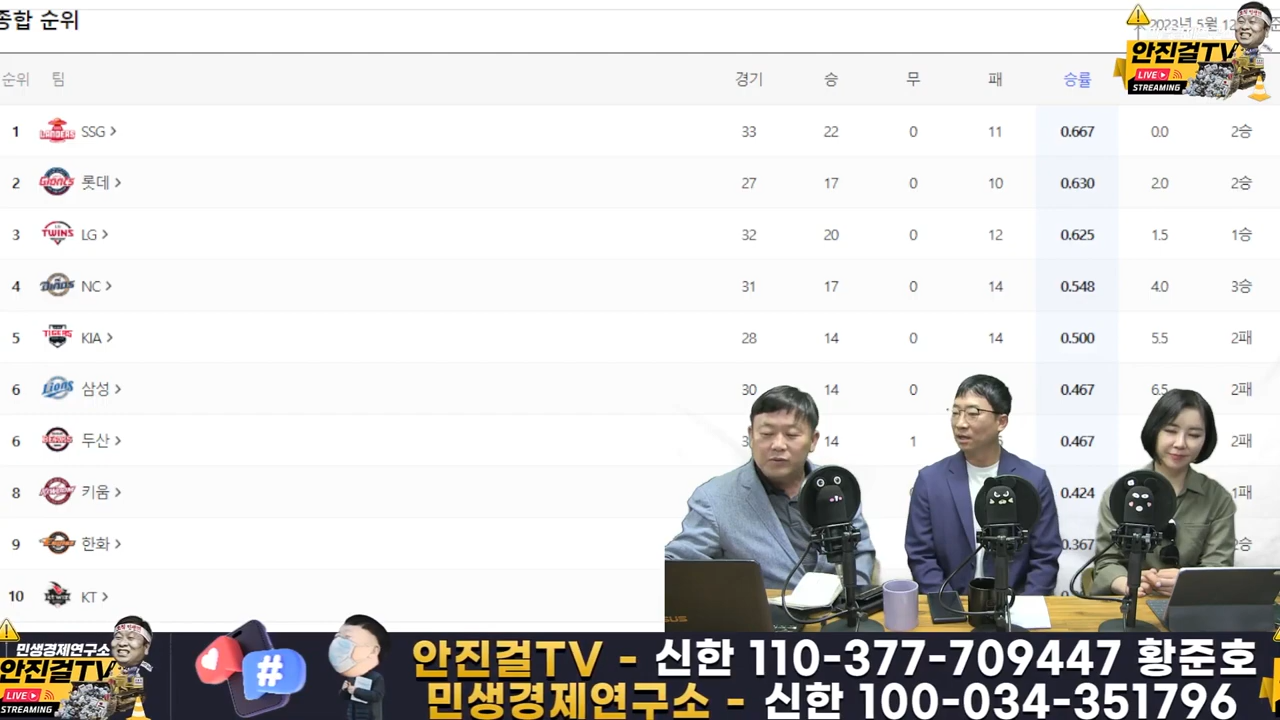 종합 순위
2023년 5월 12
안진걸TV
LIVE
STREAMING
순위 팀 경기 승 무 패 승률
1 SSG 33 22 0 11 0.667 0.0 2승
2 롯데 27 17 0 10 0.630 2.0 2승
3 LG 32 20 0 12 0.625 1.5 1승
4 NC 31 17 0 14 0.548 4.0 3승
5 KIA 28 14 0 14 0.500 5.5 2패
6 삼성 30 14 0 0.467 6.5 2패
6 두산 14 1 0.467 2패
8 키움 0.424 1패
9 한화 0.367
10 KT
민생경제연구소
안진걸TV
LIVE
STREAMING
#
안진걸TV - 신한 110-377-709447 황준호
민생경제연구소 - 신한 100-034-351796